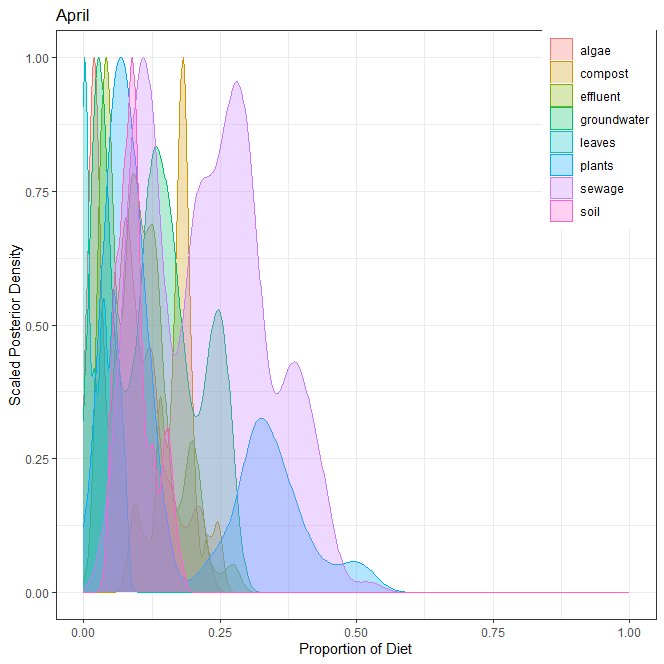 April
algae
compost
effluent
groundwater
leaves
plants
sewage
soil
1.00
0.75
0.50
0.25
0.00
Scaled Posterior Density
0.00 0.25 0.50 0.75 1.00
Proportion of Diet